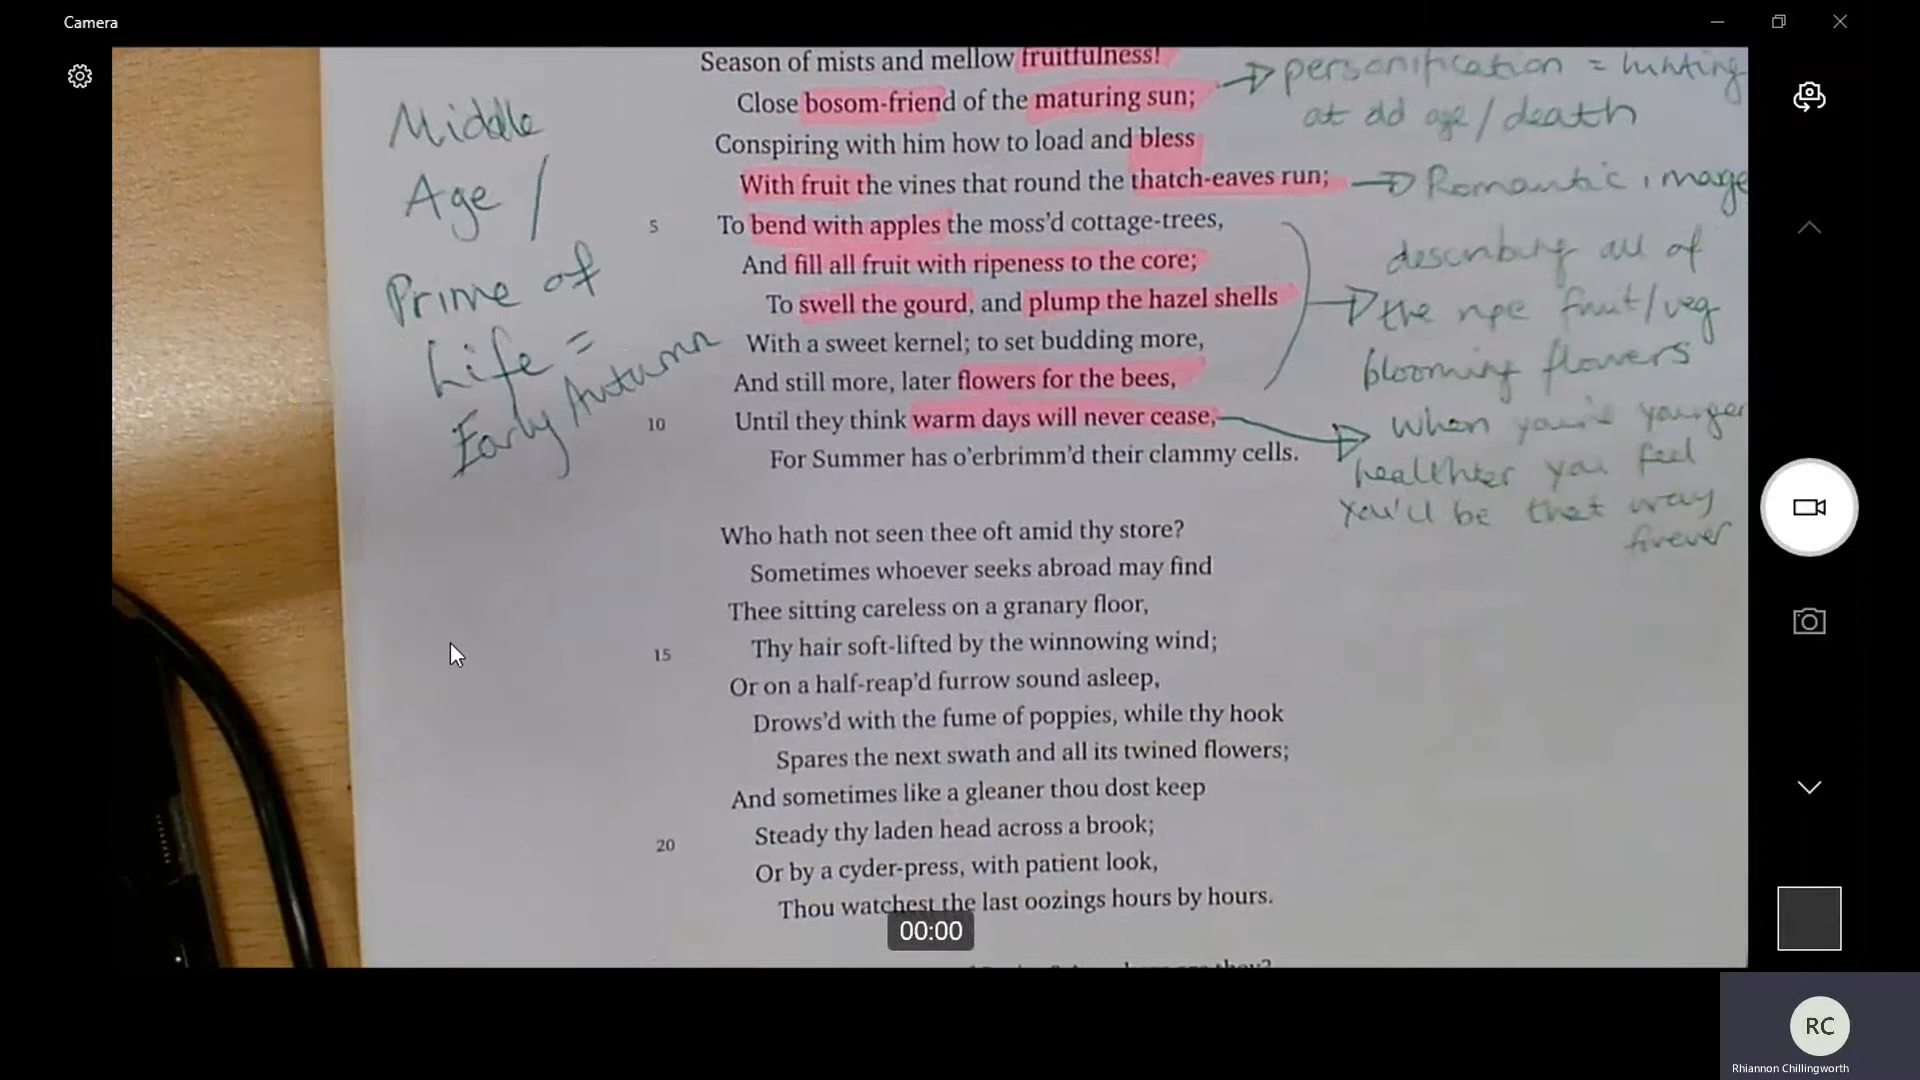 Camera
Season of mists and mellow fruitfulness!
Close bosom-friend of the maturing sun;
Conspiring with him how to load and bless
With fruit the vines that round the thatch-eaves run;
5 To bend with apples the moss'd cottage-trees,
And fill all fruit with ripeness to the core;
To swell the gourd, and plump the hazel shells
With a sweet kernel; to set budding more,
And still more, later flowers for the bees,
10 Until they think warm days will never cease,
For Summer has o'erbrimm'd their clammy cells.
Who hath not seen thee oft amid thy store?
Sometimes whoever seeks abroad may find
Thee sitting careless on a granary floor,
15 Thy hair soft-lifted by the winnowing wind;
Or on a half-reap'd furrow sound asleep,
Drows'd with the fume of poppies, while thy hook
Spares the next swath and all its twined flowers;
And sometimes like a gleaner thou dost keep
20 Steady thy laden head across a brook;
Or by a cyder-press, with patient look,
Thou watchest the last oozings hours by hours.
Middle
Age /
Prime of
Life =
Early Autumn
personification = hinting
at old age/death
Romantic image
describing all of
the ripe fruit/veg
blooming flowers
When you're younger
healthier you feel
you'll be that way
forever
00:00
RC
Rhiannon Chillingworth